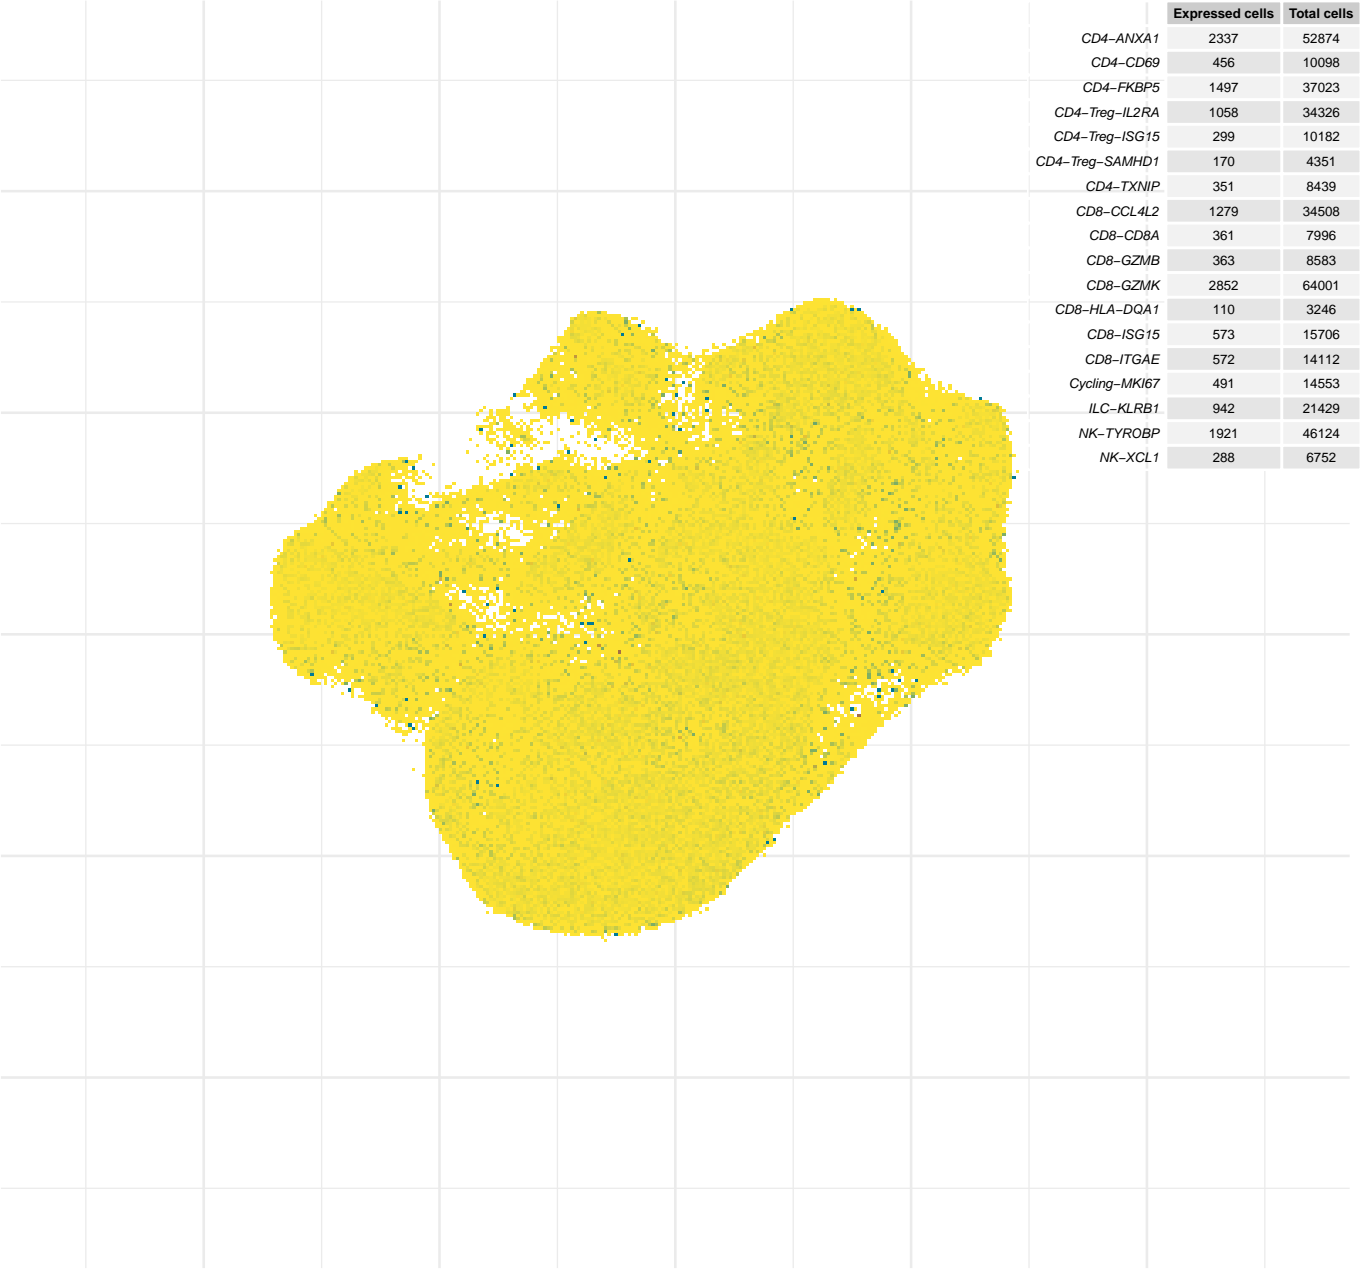 Expressed cells Total cells
CD4−ANXA1 2337 52874
CD4−CD69 456 10098
CD4−FKBP5 1497 37023
CD4−Treg−IL2RA 1058 34326
CD4−Treg−ISG15 299 10182
CD4−Treg−SAMHD1 170 4351
CD4−TXNIP 351 8439
CD8−CCL4L2 1279 34508
CD8−CD8A 361 7996
CD8−GZMB 363 8583
CD8−GZMK 2852 64001
CD8−HLA−DQA1 110 3246
CD8−ISG15 573 15706
CD8−ITGAE 572 14112
Cycling−MKI67 491 14553
ILC−KLRB1 942 21429
NK−TYROBP 1921 46124
NK−XCL1 288 6752